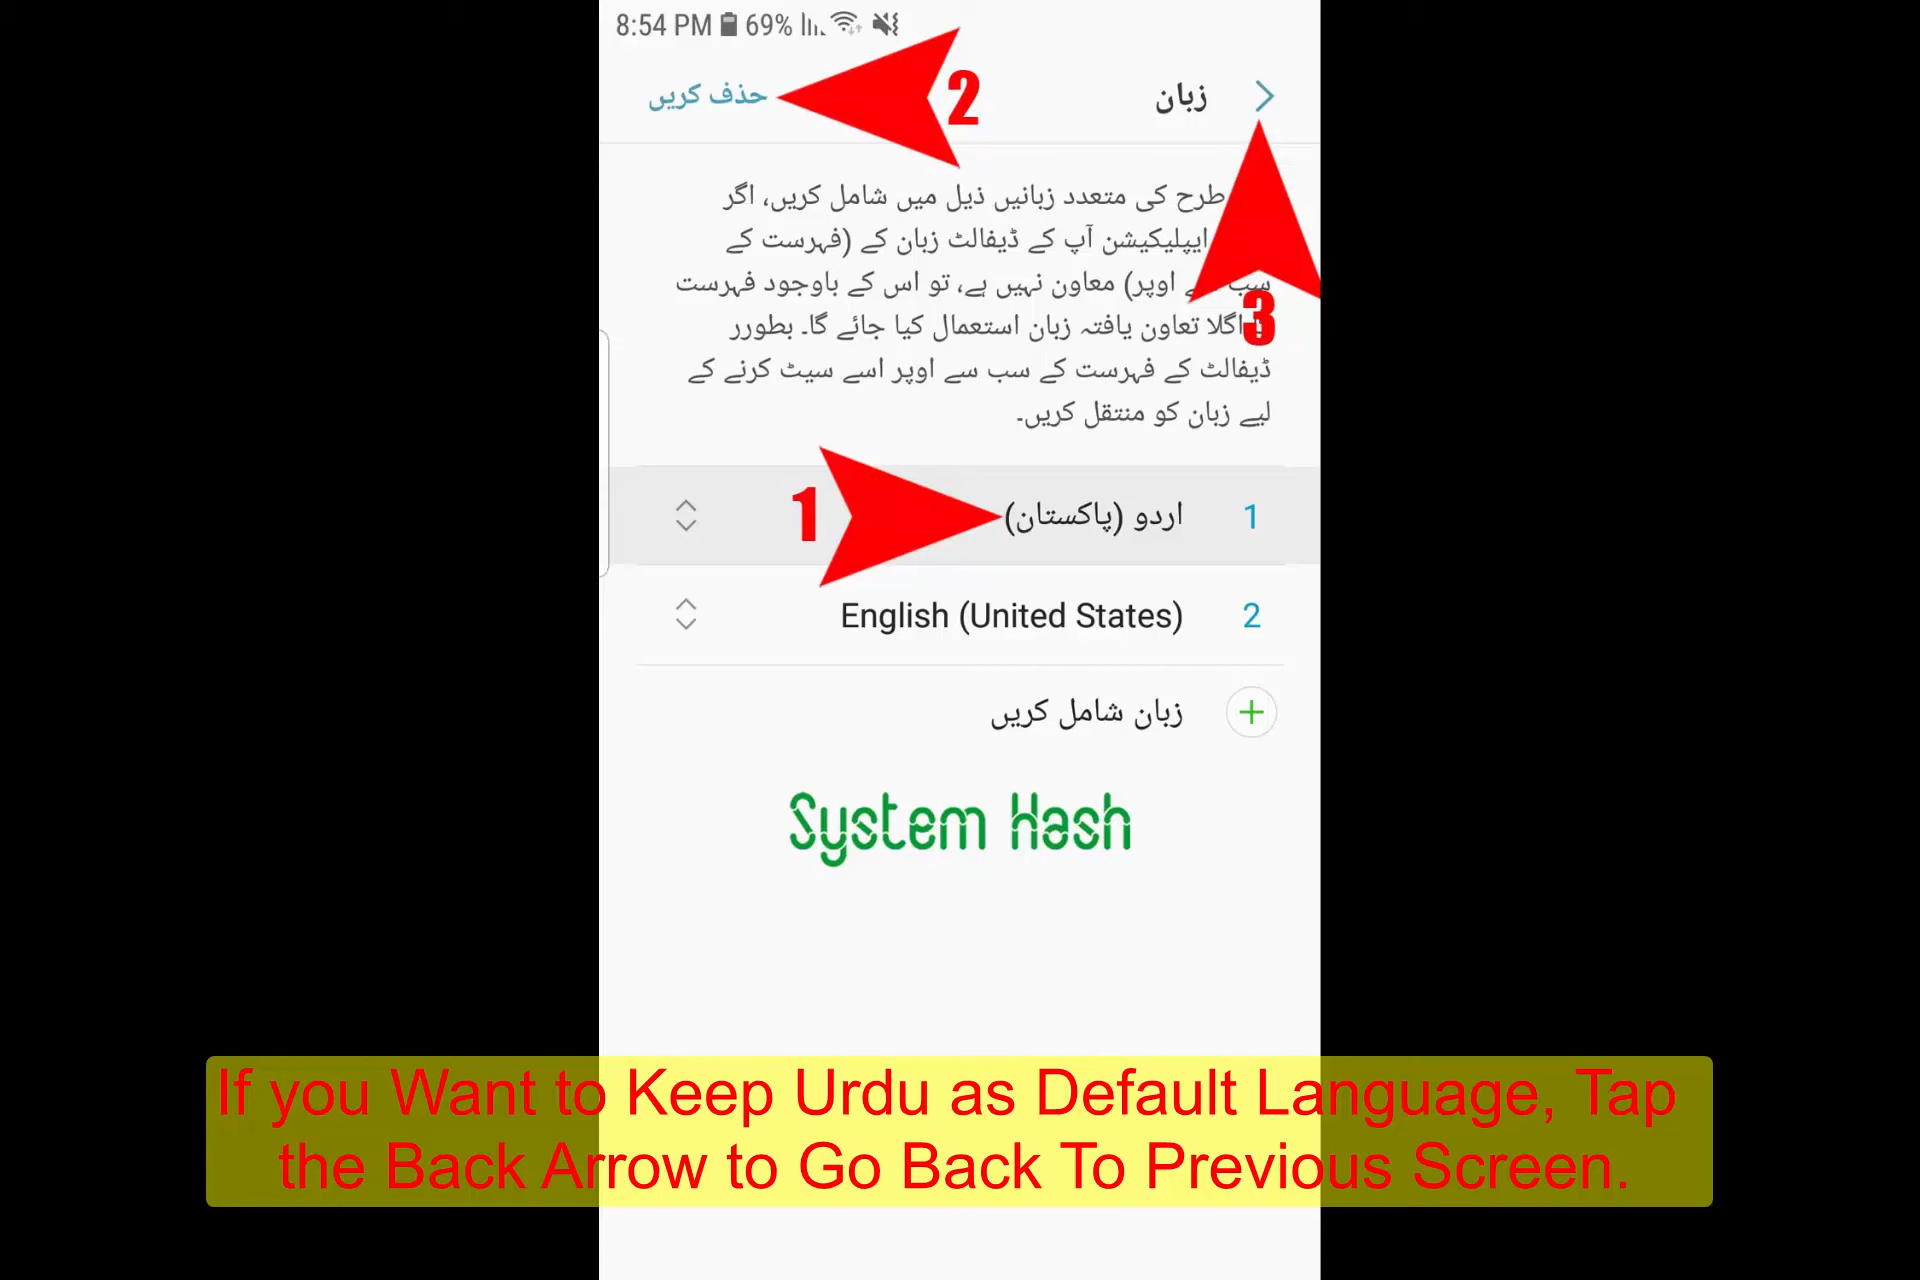 8:54 PM 69%
زبان
حذف کریں
2
طرح کی متعدد زبانیں ذیل میں شامل کریں، اگر
ایپلیکیشن آپ کے ڈیفالٹ زبان کے (فہرست کے
سب سے اوپر) معاون نہیں ہے، تو اس کے باوجود فہرست
اگلا تعاون یافتہ زبان استعمال کیا جائے گا۔ بطورر
3
ڈیفالٹ کے فہرست کے سب سے اوپر اسے سیٹ کرنے کے
لیے زبان کو منتقل کریں۔
1 اردو (پاکستان)
1
2 English (United States)
زبان شامل کریں
System Hash
If you Want to Keep Urdu as Default Language, Tap
the Back Arrow to Go Back To Previous Screen.